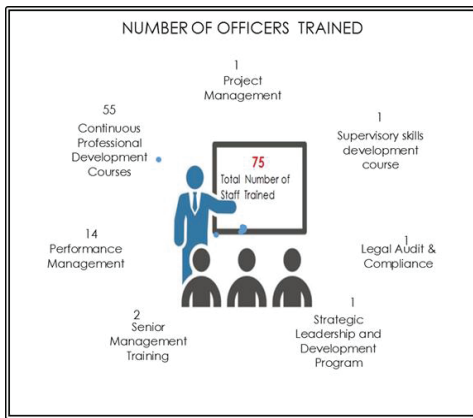 NUMBER OF OFFICERS TRAINED
1
Project
Management
55
Continuous
Professional
Development
Courses
1
Supervisory skills
development
course
75
Total Number of
Staff Trained
14
Performance
Management
1
Legal Audit &
Compliance
2
Senior
Management
Training
1
Strategic
Leadership and
Development
Program